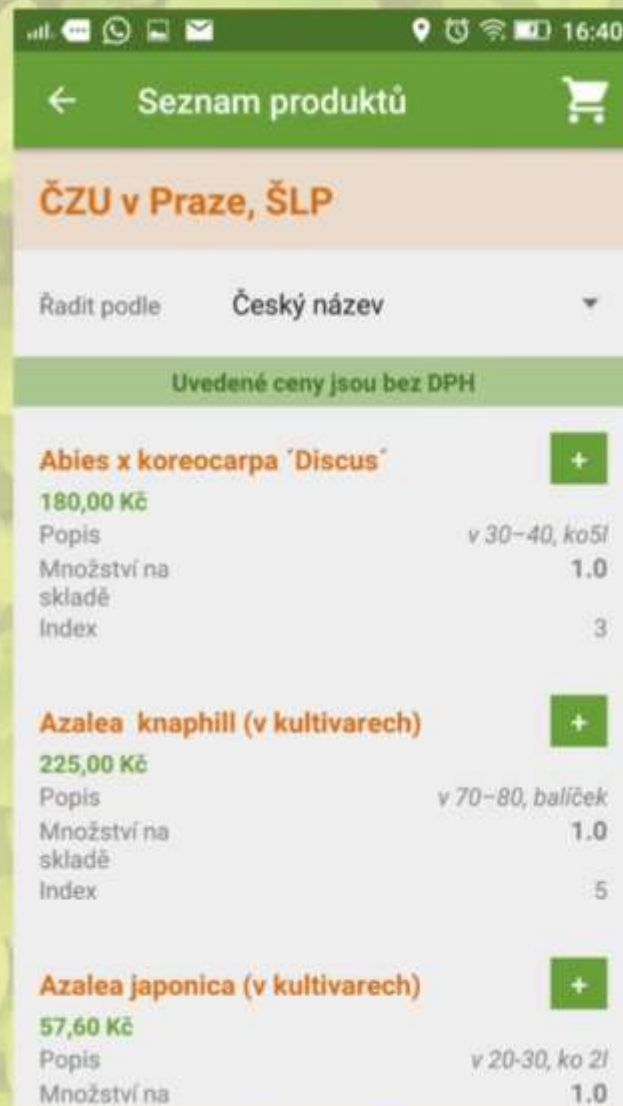 16:40
Seznam produktů
ČZU v Praze, ŠLP
Řadit podle Český název
Uvedené ceny jsou bez DPH
Abies x koreocarpa ´Discus´ +
180,00 Kč
Popis v 30–40, ko5l
Množství na 1.0
skladě
Index 3
Azalea knaphill (v kultivarech) +
225,00 Kč
Popis v 70–80, balíček
Množství na 1.0
skladě
Index 5
Azalea japonica (v kultivarech) +
57,60 Kč
Popis v 20-30, ko 2l
Množství na 1.0